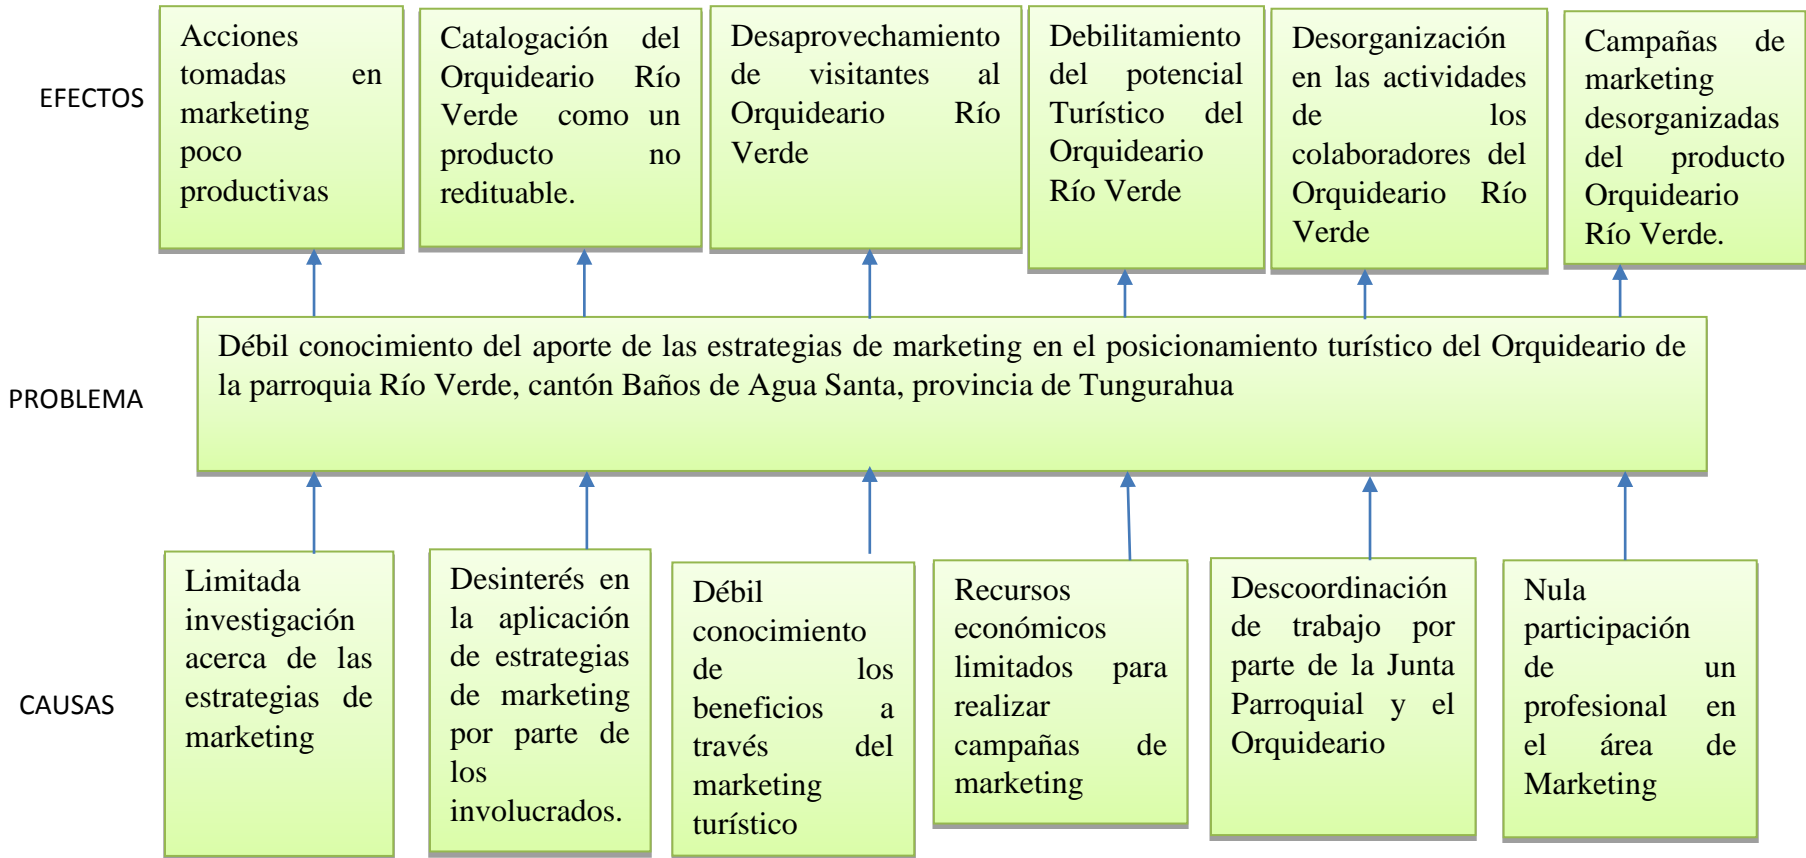 EFECTOS
Acciones
tomadas en
marketing
poco
productivas
Catalogación del
Orquideario Río
Verde como un
producto no
redituable.
Desaprovechamiento
de visitantes al
Orquideario Río
Verde
Debilitamiento
del potencial
Turístico del
Orquideario
Río Verde
Desorganización
en las actividades
de los
colaboradores del
Orquideario Río
Verde
Campañas de
marketing
desorganizadas
del producto
Orquideario
Río Verde.
PROBLEMA
Débil conocimiento del aporte de las estrategias de marketing en el posicionamiento turístico del Orquideario de
la parroquia Río Verde, cantón Baños de Agua Santa, provincia de Tungurahua
CAUSAS
Limitada
investigación
acerca de las
estrategias de
marketing
Desinterés en
la aplicación
de estrategias
de marketing
por parte de
los
involucrados.
Débil
conocimiento
de los
beneficios a
través del
marketing
turístico
Recursos
económicos
limitados para
realizar
campañas de
marketing
Descoordinación
de trabajo por
parte de la Junta
Parroquial y el
Orquideario
Nula
participación
de un
profesional en
el área de
Marketing